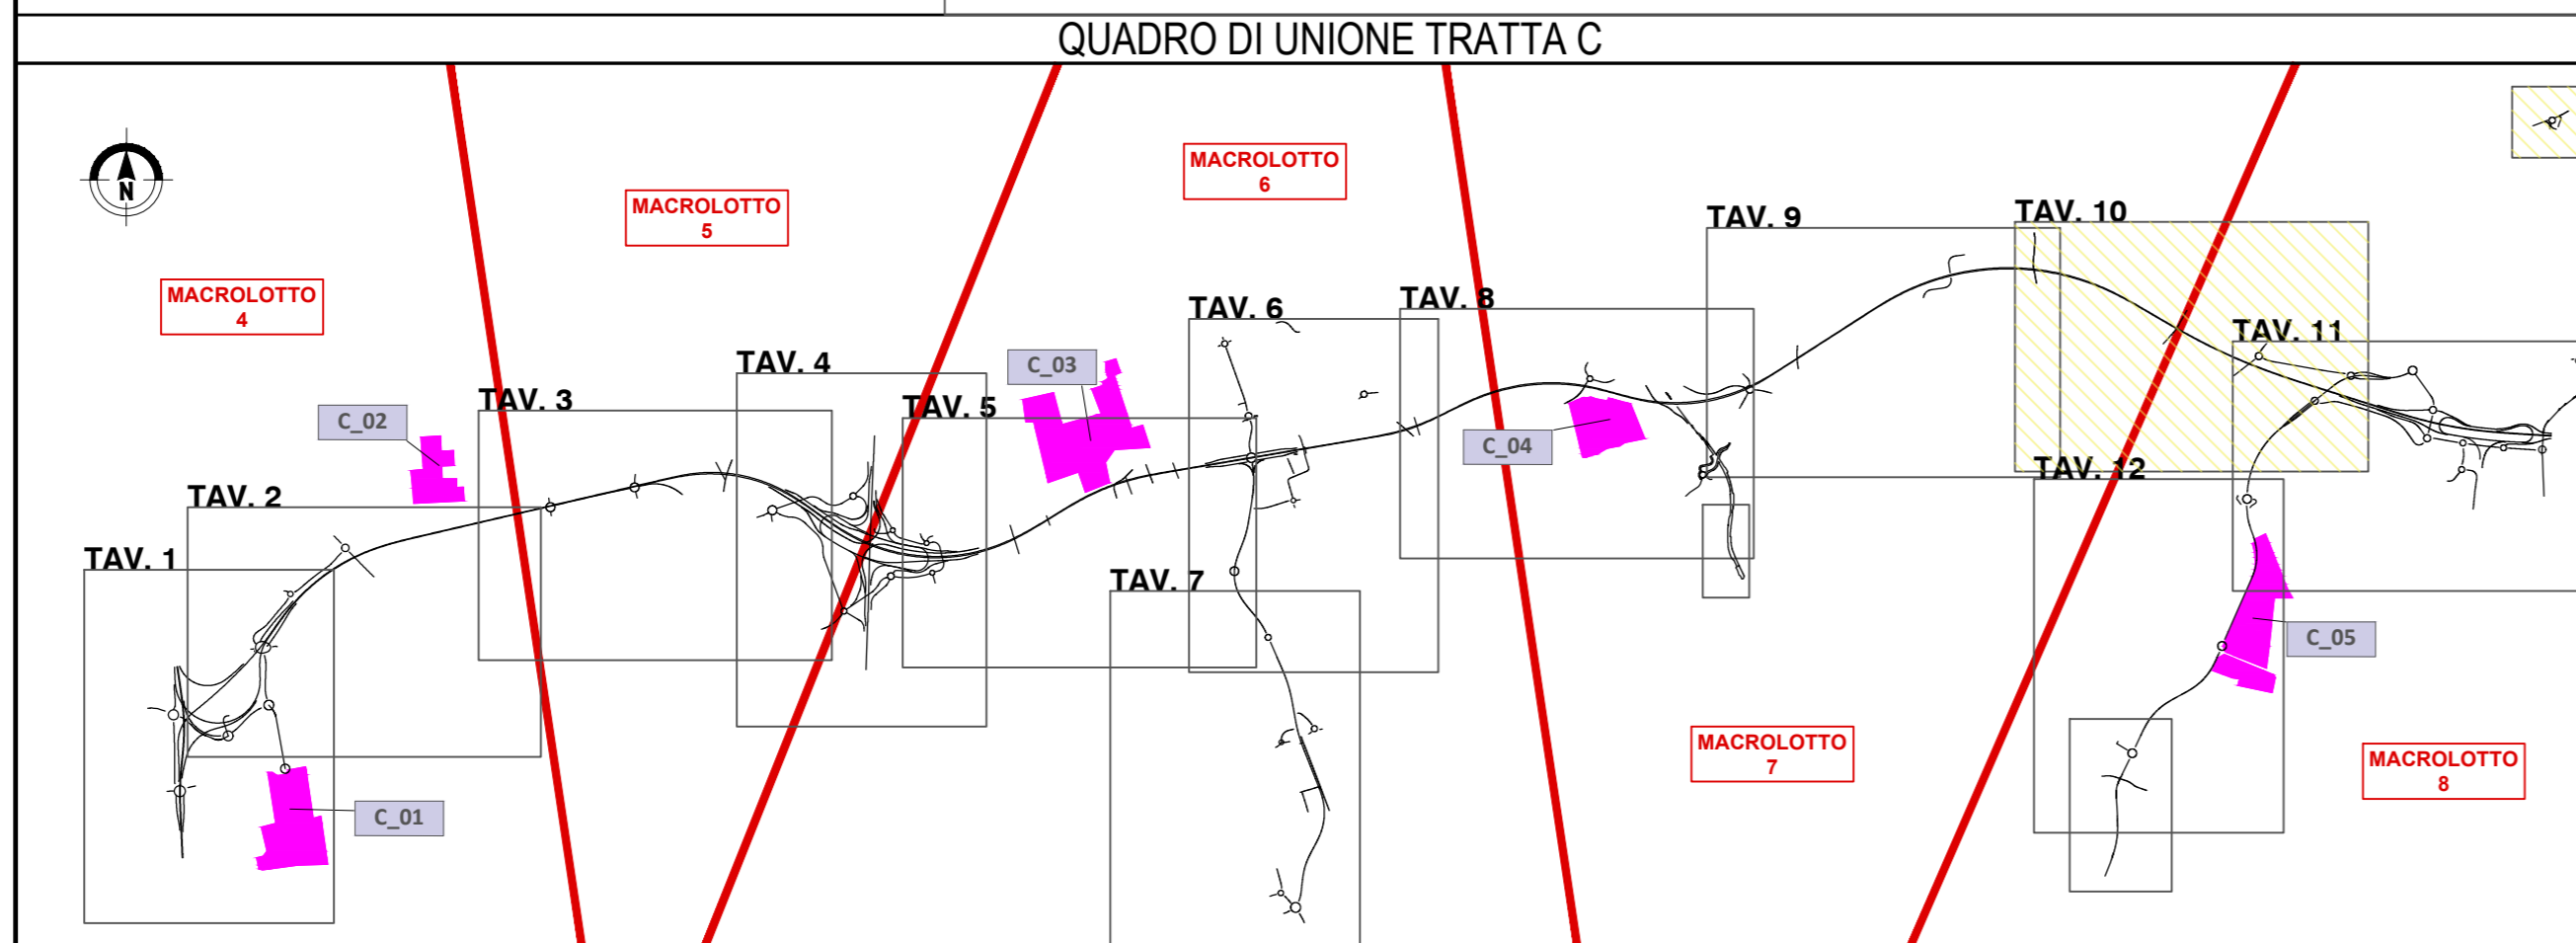 QUADRO DI UNIONE TRATTA C
N
MACROLOTTO
4
MACROLOTTO
5
MACROLOTTO
6
TAV. 9
TAV. 10
TAV. 8
TAV. 6
TAV. 11
C_03
TAV. 4
TAV. 3
TAV. 5
C_02
C_04
TAV. 12
TAV. 2
TAV. 1
TAV. 7
C_05
MACROLOTTO
7
MACROLOTTO
8
C_01